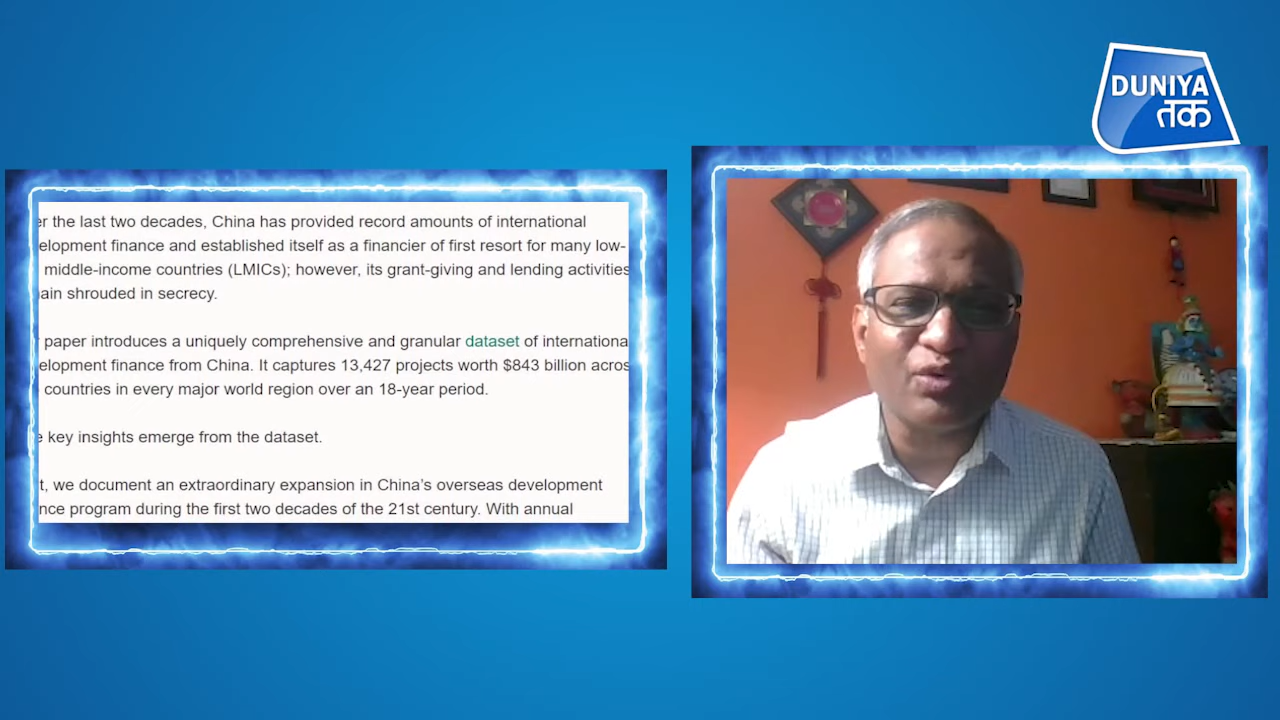 DUNIYA
तक
er the last two decades, China has provided record amounts of international
elopment finance and established itself as a financier of first resort for many low-
middle-income countries (LMICs); however, its grant-giving and lending activities
ain shrouded in secrecy.
paper introduces a uniquely comprehensive and granular dataset of internationa
elopment finance from China. It captures 13,427 projects worth $843 billion acros
countries in every major world region over an 18-year period.
e key insights emerge from the dataset.
t, we document an extraordinary expansion in China's overseas development
nce program during the first two decades of the 21st century. With annual